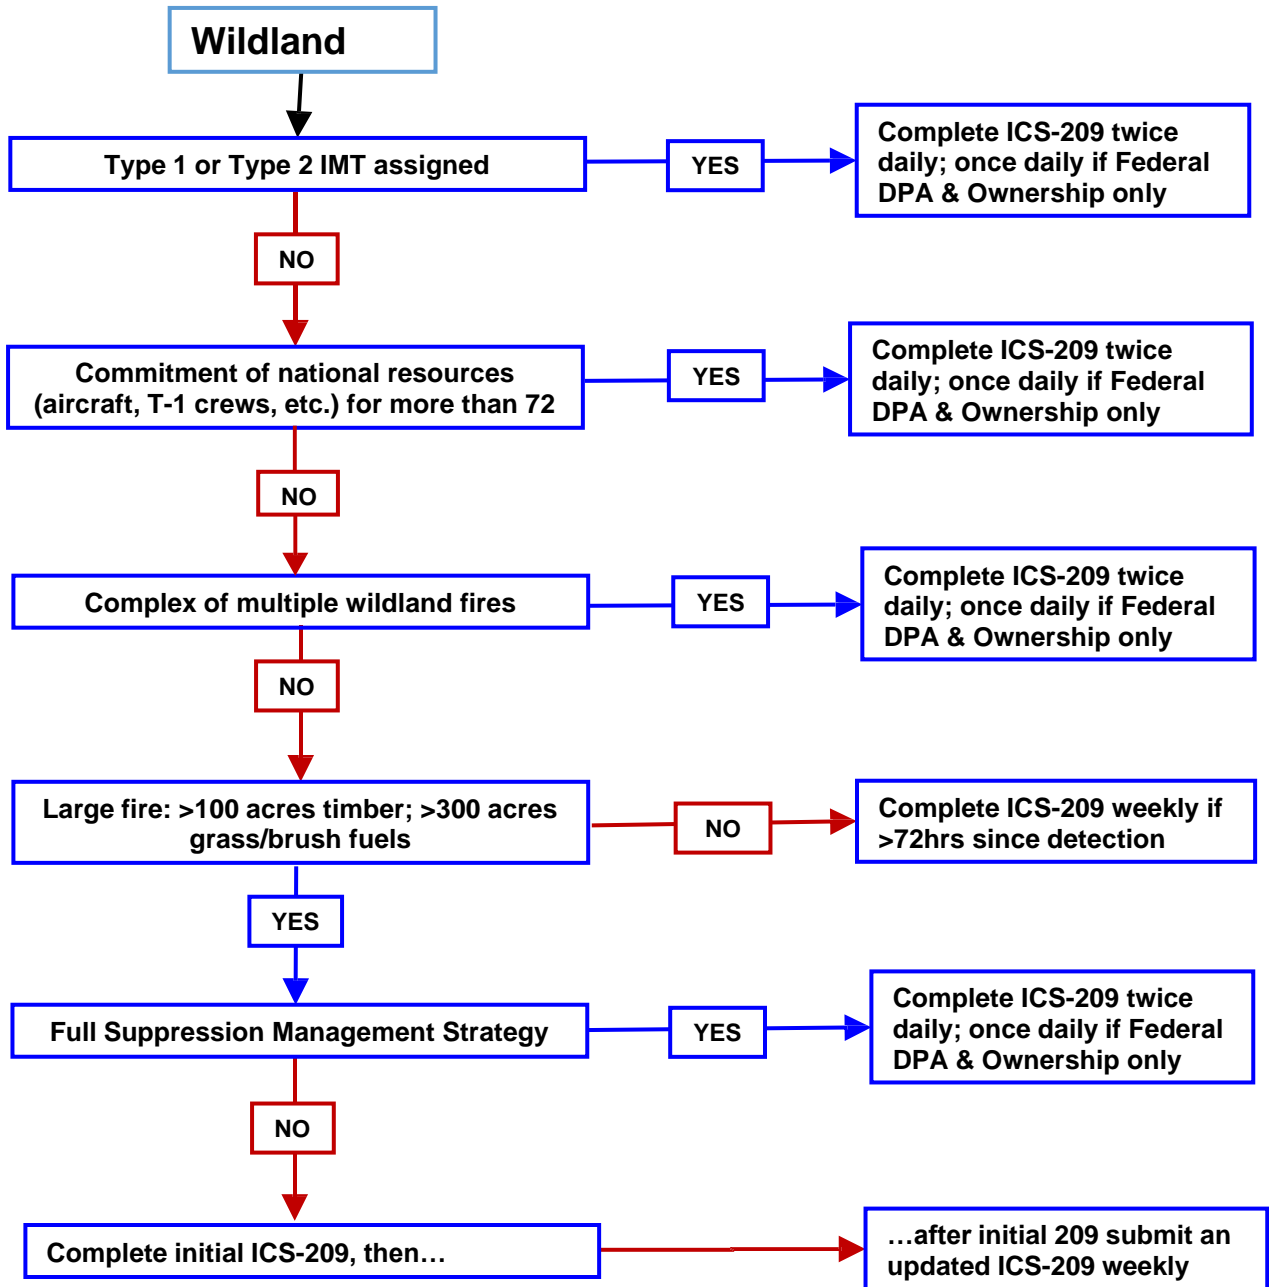 Wildland
Type 1 or Type 2 IMT assigned
YES
Complete ICS-209 twice
daily; once daily if Federal
DPA & Ownership only
NO
Commitment of national resources
(aircraft, T-1 crews, etc.) for more than 72
YES
Complete ICS-209 twice
daily; once daily if Federal
DPA & Ownership only
NO
Complex of multiple wildland fires
YES
Complete ICS-209 twice
daily; once daily if Federal
DPA & Ownership only
NO
Large fire: >100 acres timber; >300 acres
grass/brush fuels
NO
Complete ICS-209 weekly if
>72hrs since detection
YES
Full Suppression Management Strategy
YES
Complete ICS-209 twice
daily; once daily if Federal
DPA & Ownership only
NO
Complete initial ICS-209, then…
…after initial 209 submit an
updated ICS-209 weekly